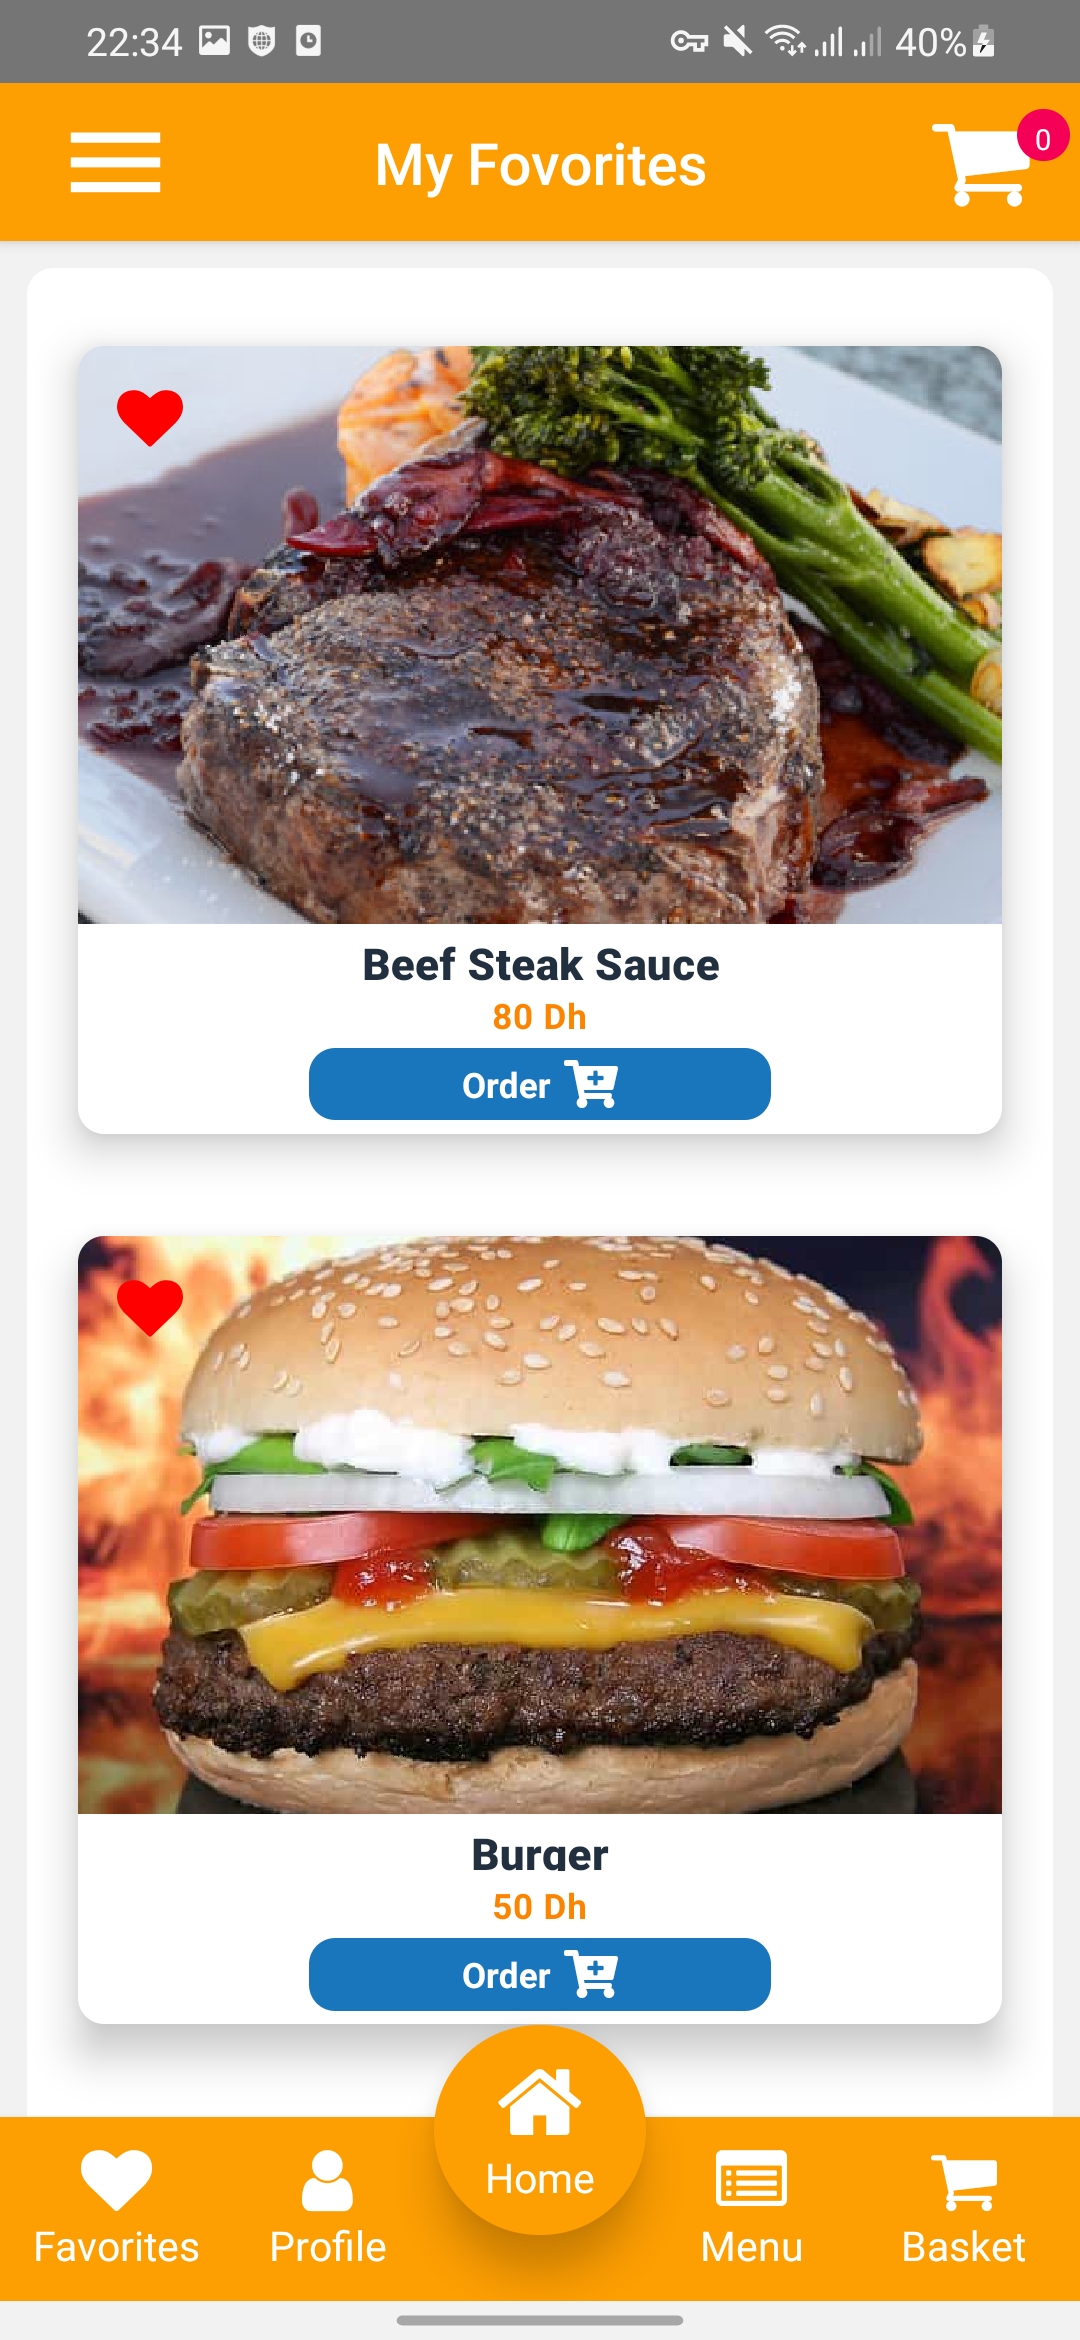 22:34
40%
My Fovorites
0
Beef Steak Sauce
80 Dh
Order
Burger
50 Dh
Order
Home
Favorites
Profile
Menu
Basket